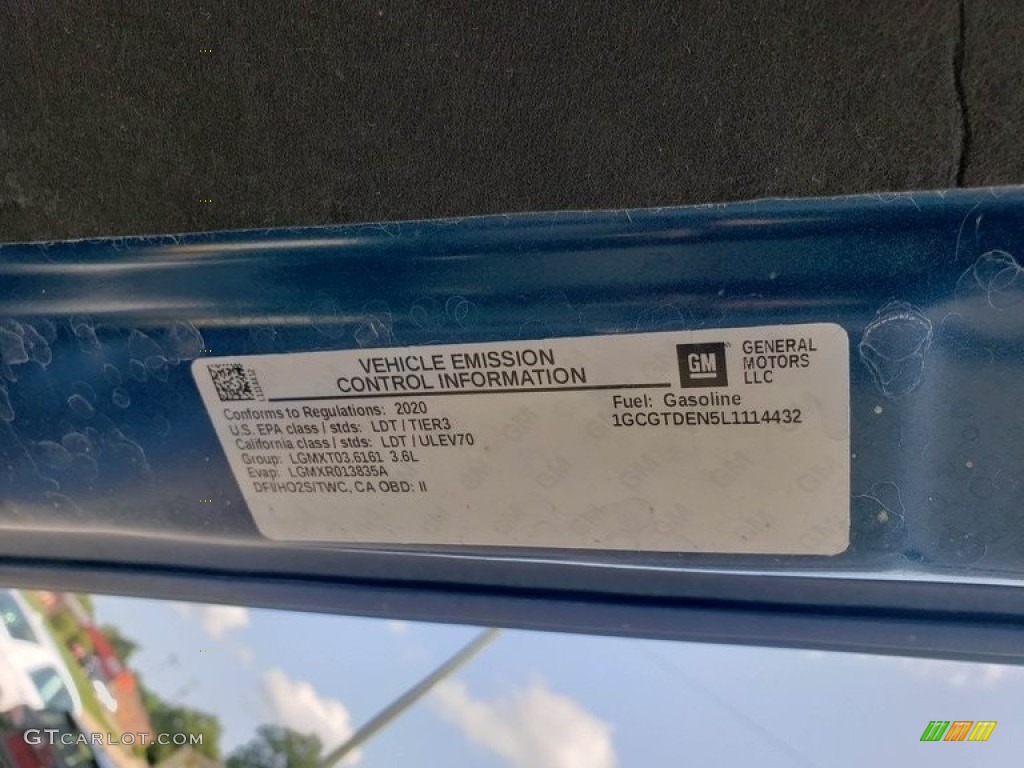 VEHICLE EMISSION
CONTROL INFORMATION
GM
GENERAL
MOTORS
LLC
Conforms to Regulations: 2020
U.S. EPA class / stds: LDT / TIER3
California class / stds: LDT / ULEV70
Group: LGMXT03.6161 3.6L
Evap: LGMXR013835A
DFI/HO2S/TWC, CA OBD: II
Fuel: Gasoline
1GCGTDEN5L1114432
GTCARLOT.COM